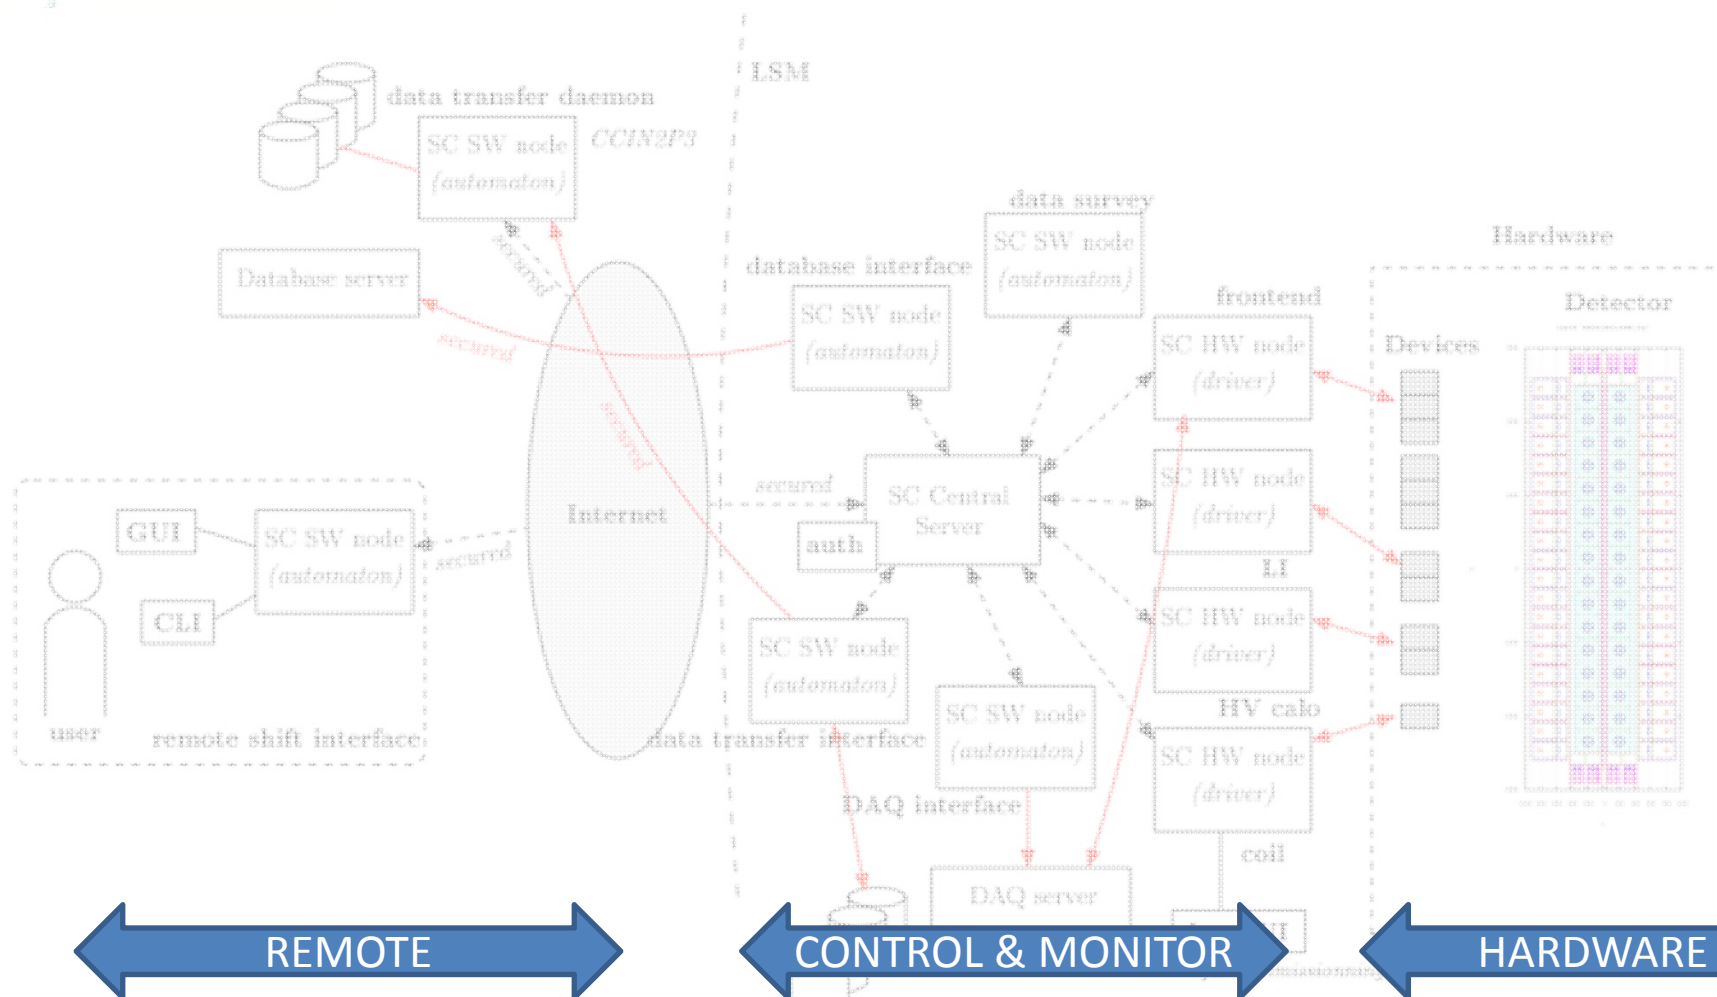 LSM
data transfer daemon
SC SW node
(automaton)
CCIN2P3
data survey
SC SW node
(automaton)
Hardware
Database server
secured
database interface
SC SW node
(automaton)
frontend
Detector
SC HW node
(driver)
Devices
secured
secured
SC HW node
(driver)
secured
SC Central
Server
auth
Internet
GUI
SC SW node
(automaton)
secured
CLI
LI
SC HW node
(driver)
SC SW node
(automaton)
user
remote shift interface
data transfer interface
SC SW node
(automaton)
HV calo
SC HW node
(driver)
DAQ interface
coil
DAQ server
REMOTE
CONTROL & MONITOR
HARDWARE